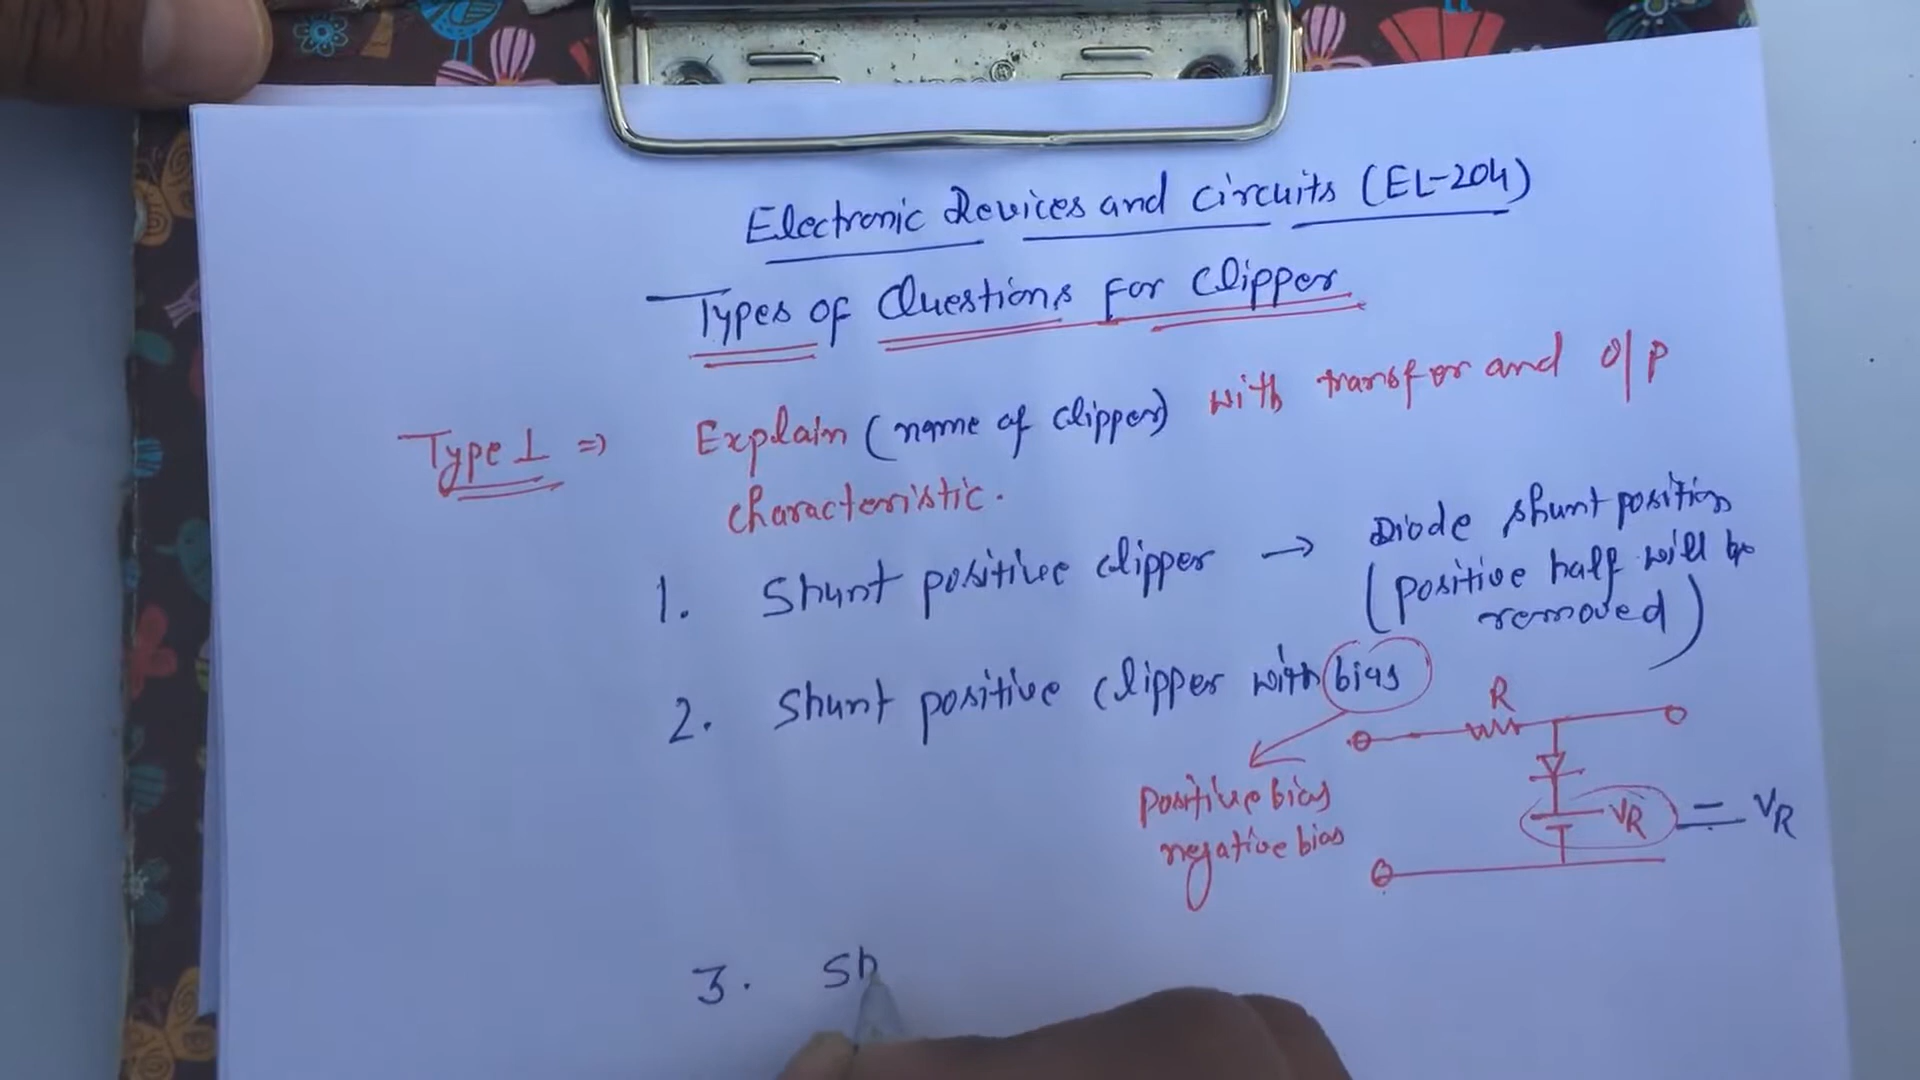 Electronic Devices and Circuits (EL-204)
Types of Questions For Clipper
Type 1 => Explain (name of clipper) with transfer and O/P
characteristic.
1. Shunt positive clipper → Diode shunt position
(positive half will be
removed)
2. Shunt positive clipper with bias
R
positive bias
negative bias
VR = VR
3. Sh